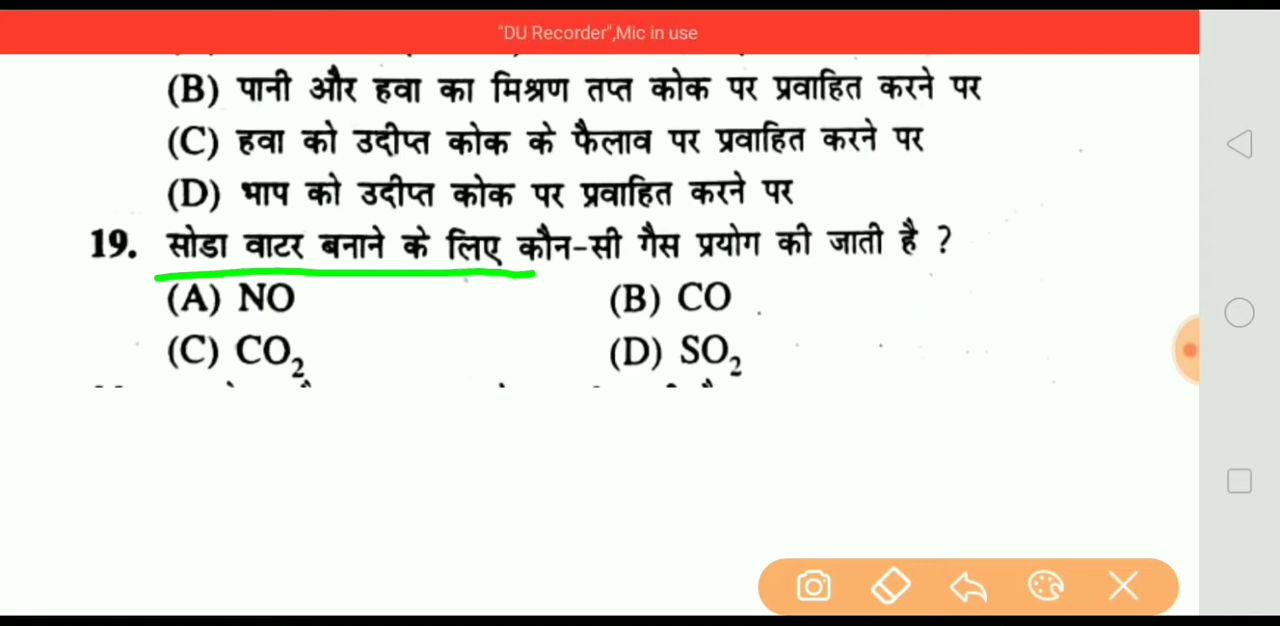 "DU Recorder",Mic in use
(B) पानी और हवा का मिश्रण तप्त कोक पर प्रवाहित करने पर
(C) हवा को उदीप्त कोक के फैलाव पर प्रवाहित करने पर
(D) भाप को उदीप्त कोक पर प्रवाहित करने पर
19. सोडा वाटर बनाने के लिए कौन-सी गैस प्रयोग की जाती है ?
(A) NO (B) CO
(C) CO₂ (D) SO₂